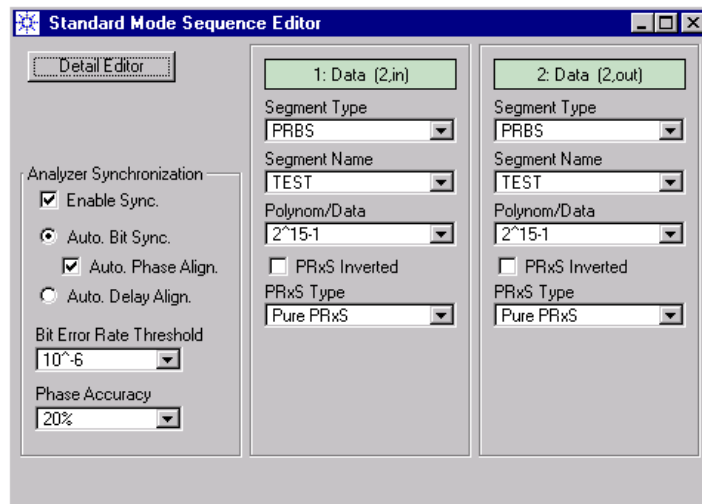 Standard Mode Sequence Editor
Detail Editor
Analyzer Synchronization
Enable Sync.
Auto. Bit Sync.
Auto. Phase Align.
Auto. Delay Align.
Bit Error Rate Threshold
10^-6
Phase Accuracy
20%
1: Data (2,in)
Segment Type
PRBS
Segment Name
TEST
Polynom/Data
2^15-1
PRxS Inverted
PRxS Type
Pure PRxS
2: Data (2,out)
Segment Type
PRBS
Segment Name
TEST
Polynom/Data
2^15-1
PRxS Inverted
PRxS Type
Pure PRxS